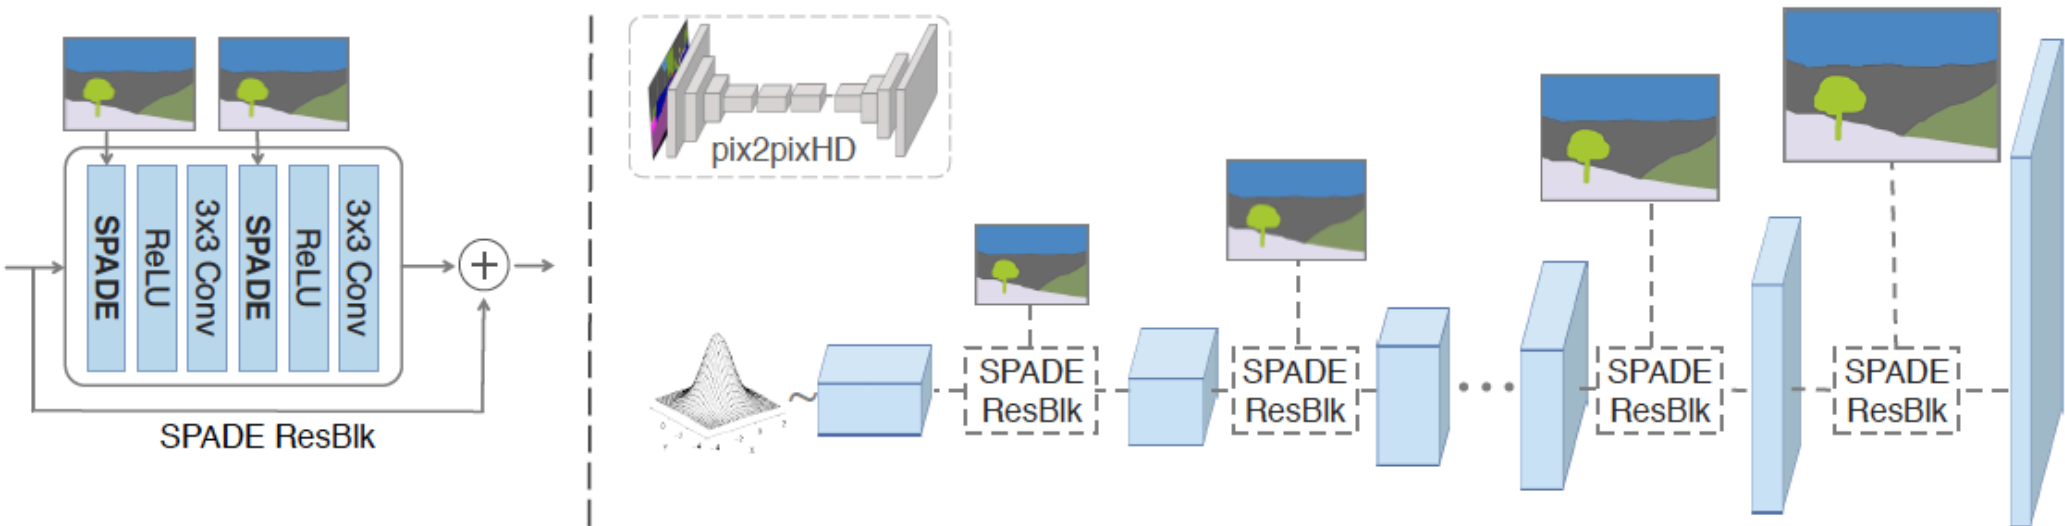 SPADE
ReLU
3x3 Conv
SPADE
ReLU
3x3 Conv
+
SPADE ResBlk
pix2pixHD
~
SPADE
ResBlk
SPADE
ResBlk
SPADE
ResBlk
SPADE
ResBlk